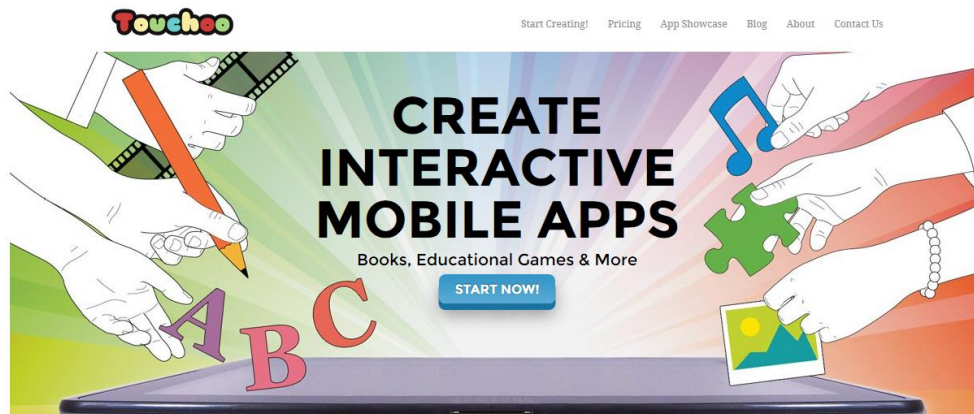 Touchoo
Start Creating! Pricing App Showcase Blog About Contact Us
CREATE
INTERACTIVE
MOBILE APPS
Books, Educational Games & More
START NOW!
A B C